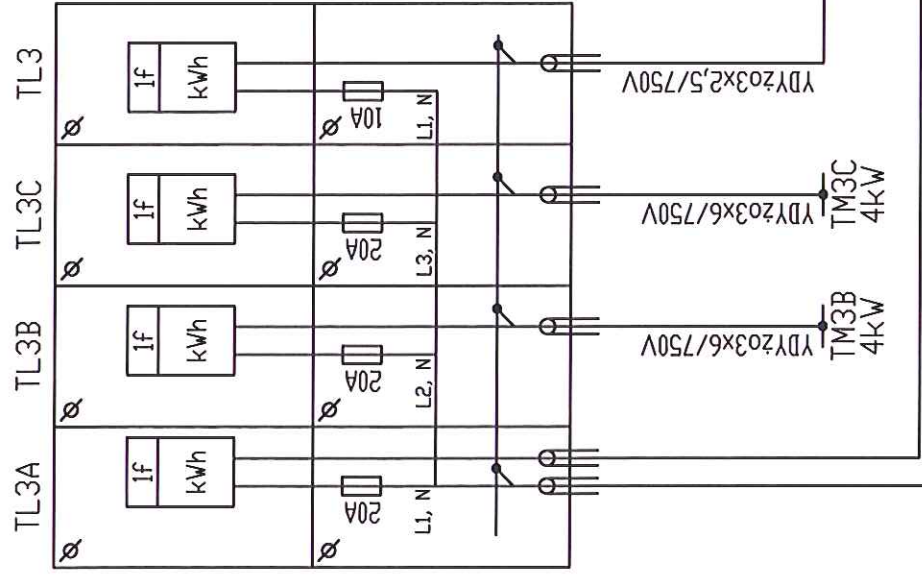 TL3A
TL3B
TL3C
TL3
1f
kWh
1f
kWh
1f
kWh
1f
kWh
20A
20A
20A
10A
L1, N
L2, N
L3, N
L1, N
YDYżo3x6/750V
YDYżo3x6/750V
YDYżo3x2,5/750V
TM3B
4kW
TM3C
4kW